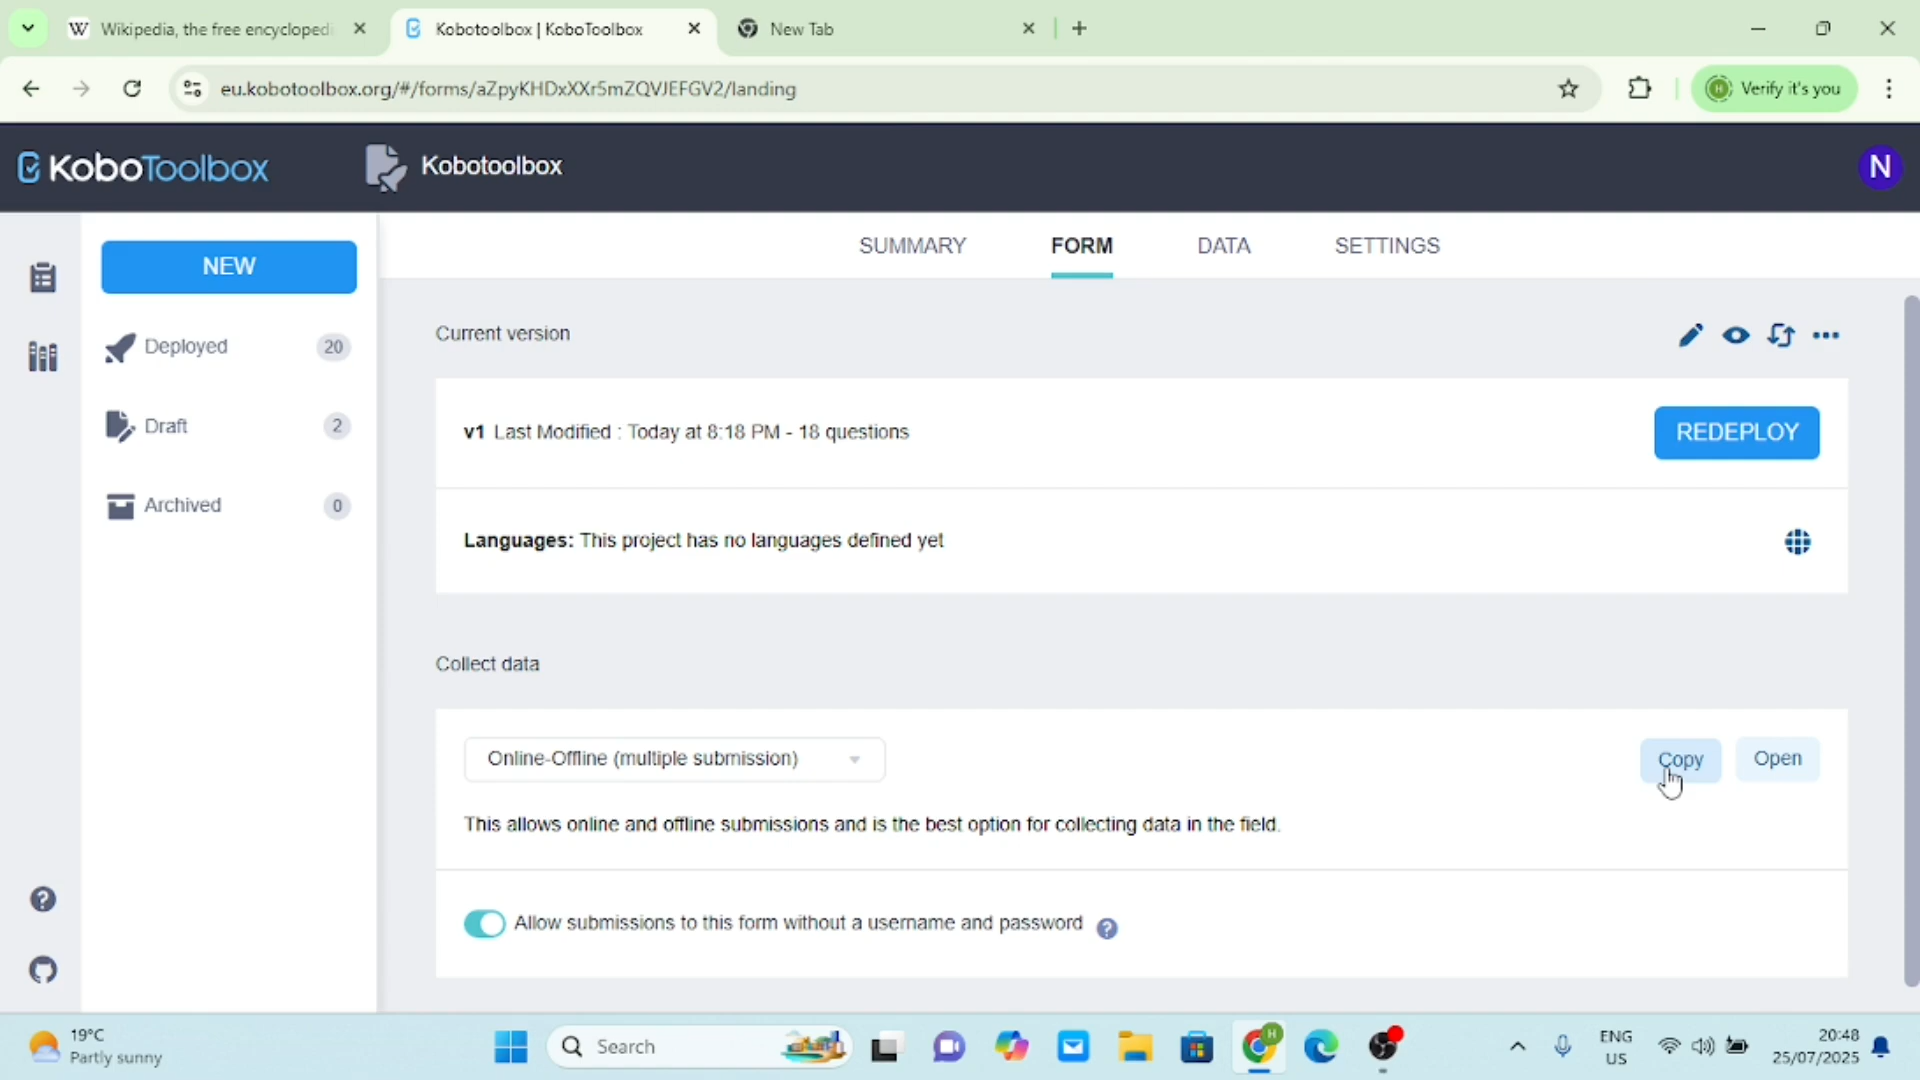 Wikipedia, the free encycloped
Kobotoolbox | KoboToolbox
New Tab
eu.kobotoolbox.org/#/forms/aZpyKHDxXXr5mZQVJEFGV2/landing
Verify it's you
KoboToolbox
Kobotoolbox
N
NEW
SUMMARY
FORM
DATA
SETTINGS
Deployed 20
Draft 2
Archived 0
Current version
v1 Last Modified : Today at 8:18 PM - 18 questions
REDEPLOY
Languages: This project has no languages defined yet
Collect data
Online-Offline (multiple submission)
Copy
Open
This allows online and offline submissions and is the best option for collecting data in the field.
Allow submissions to this form without a username and password
19°C
Partly sunny
Search
ENG
US
20:48
25/07/2025